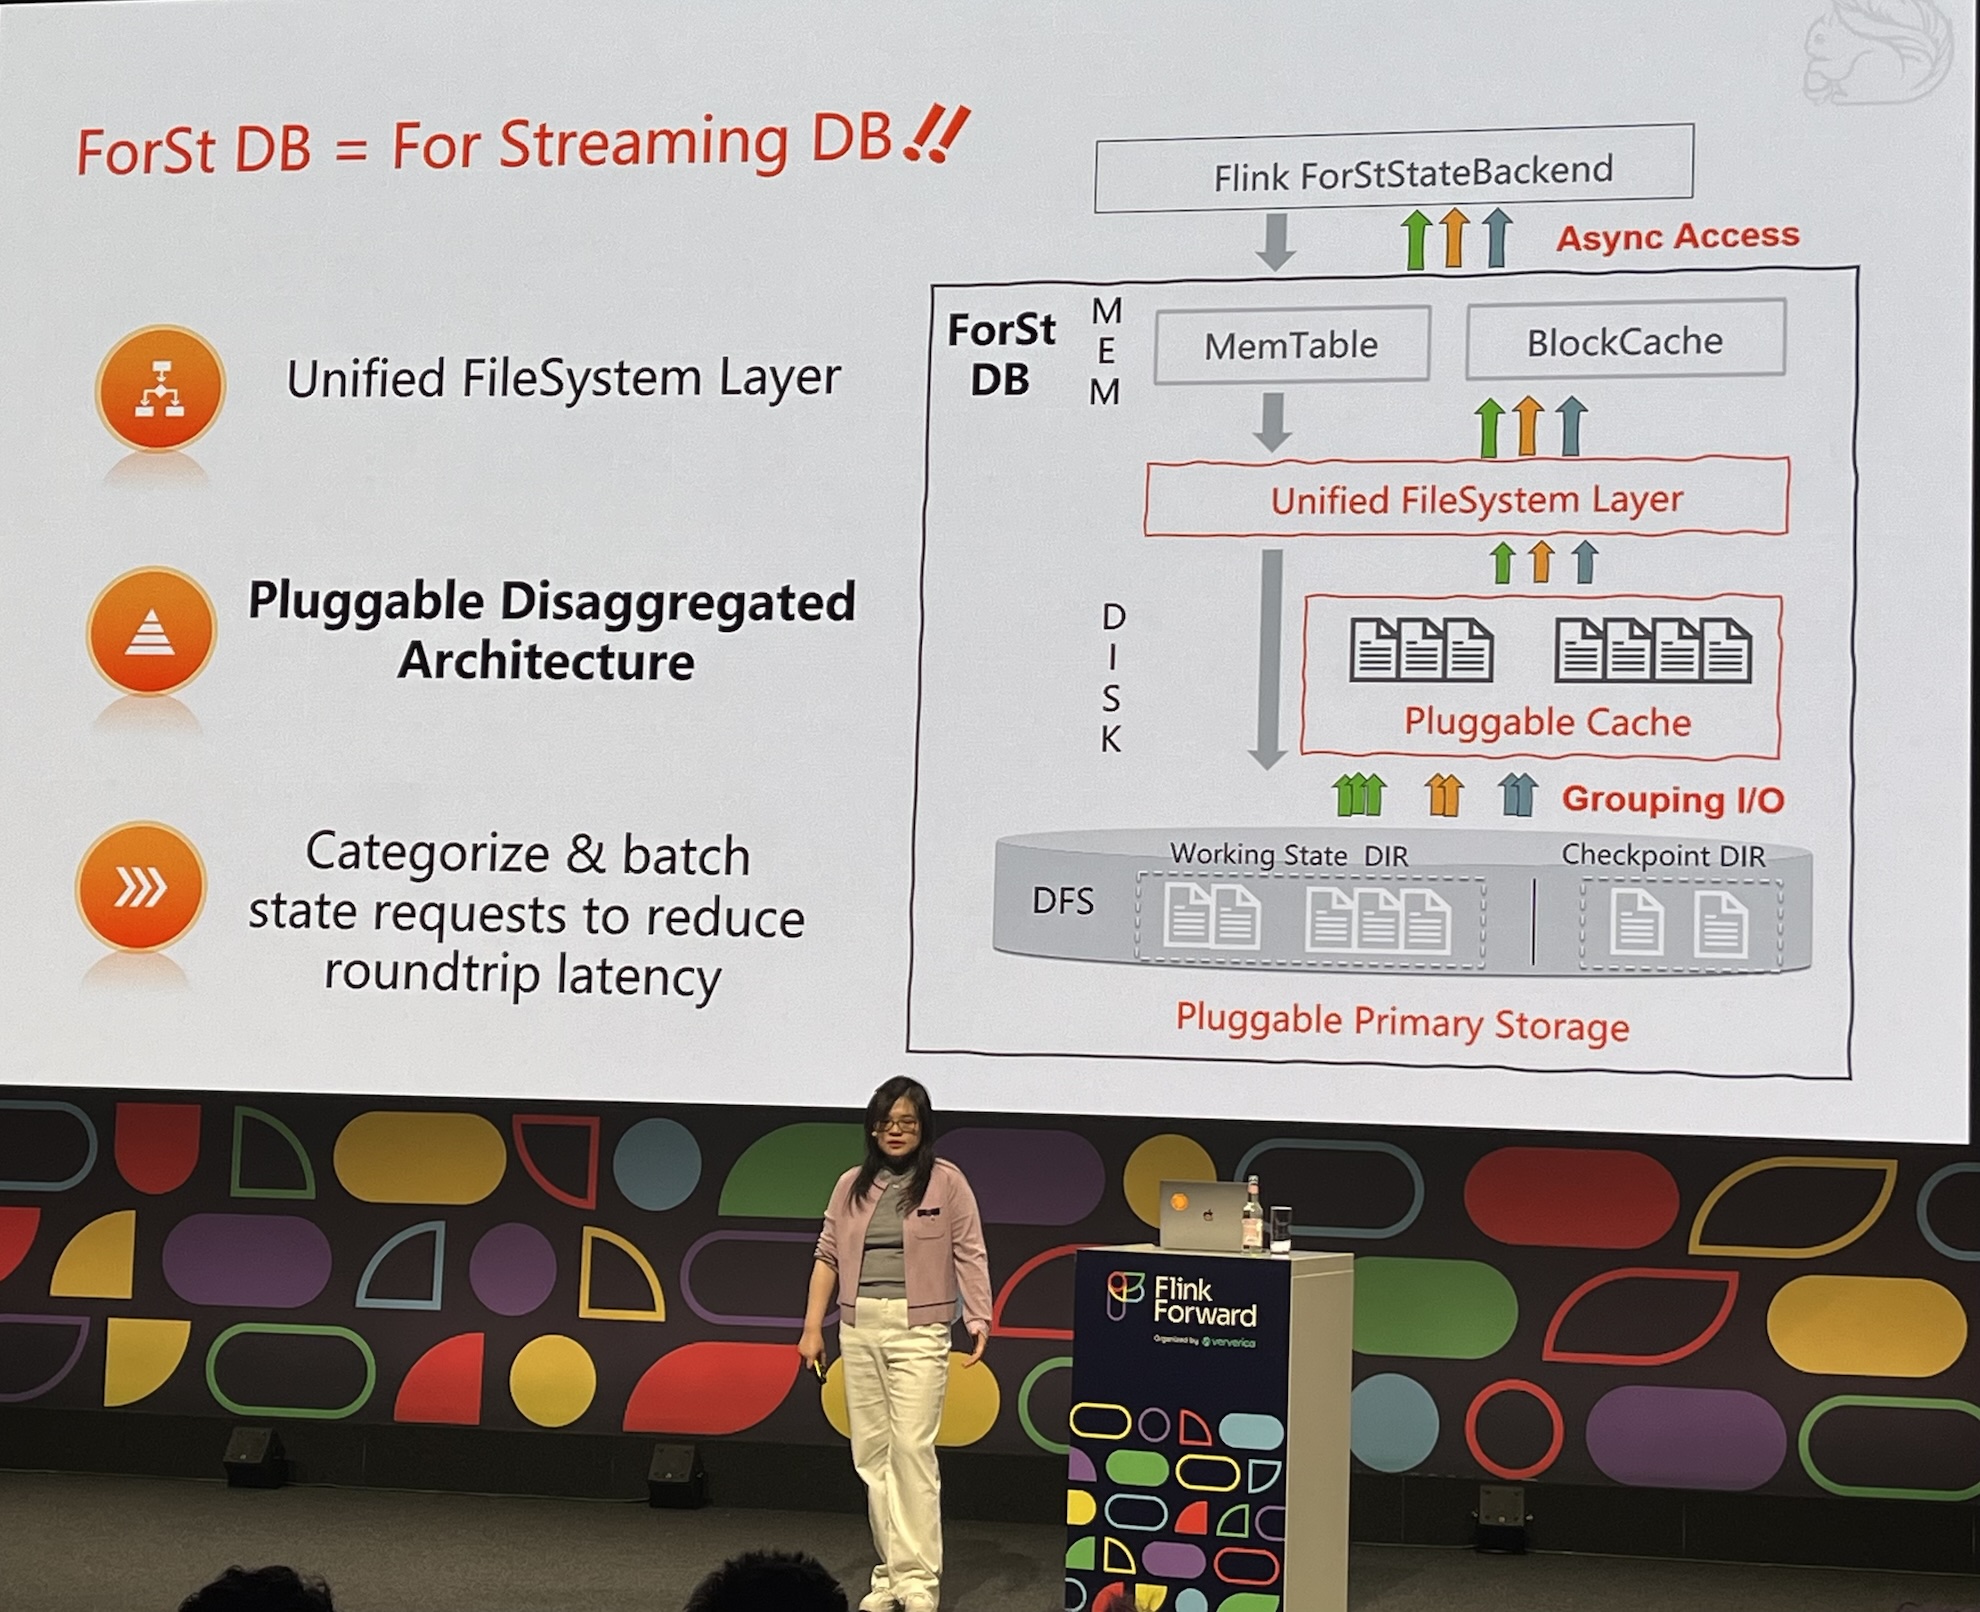 ForSt DB = For Streaming DB!!
Unified FileSystem Layer
Pluggable Disaggregated
Architecture
Categorize & batch
state requests to reduce
roundtrip latency
Flink ForStStateBackend
Async Access
ForSt
DB
MEM
MemTable
BlockCache
Unified FileSystem Layer
DISK
Pluggable Cache
Grouping I/O
DFS
Working State DIR
Checkpoint DIR
Pluggable Primary Storage
Flink
Forward
Organized by ververica